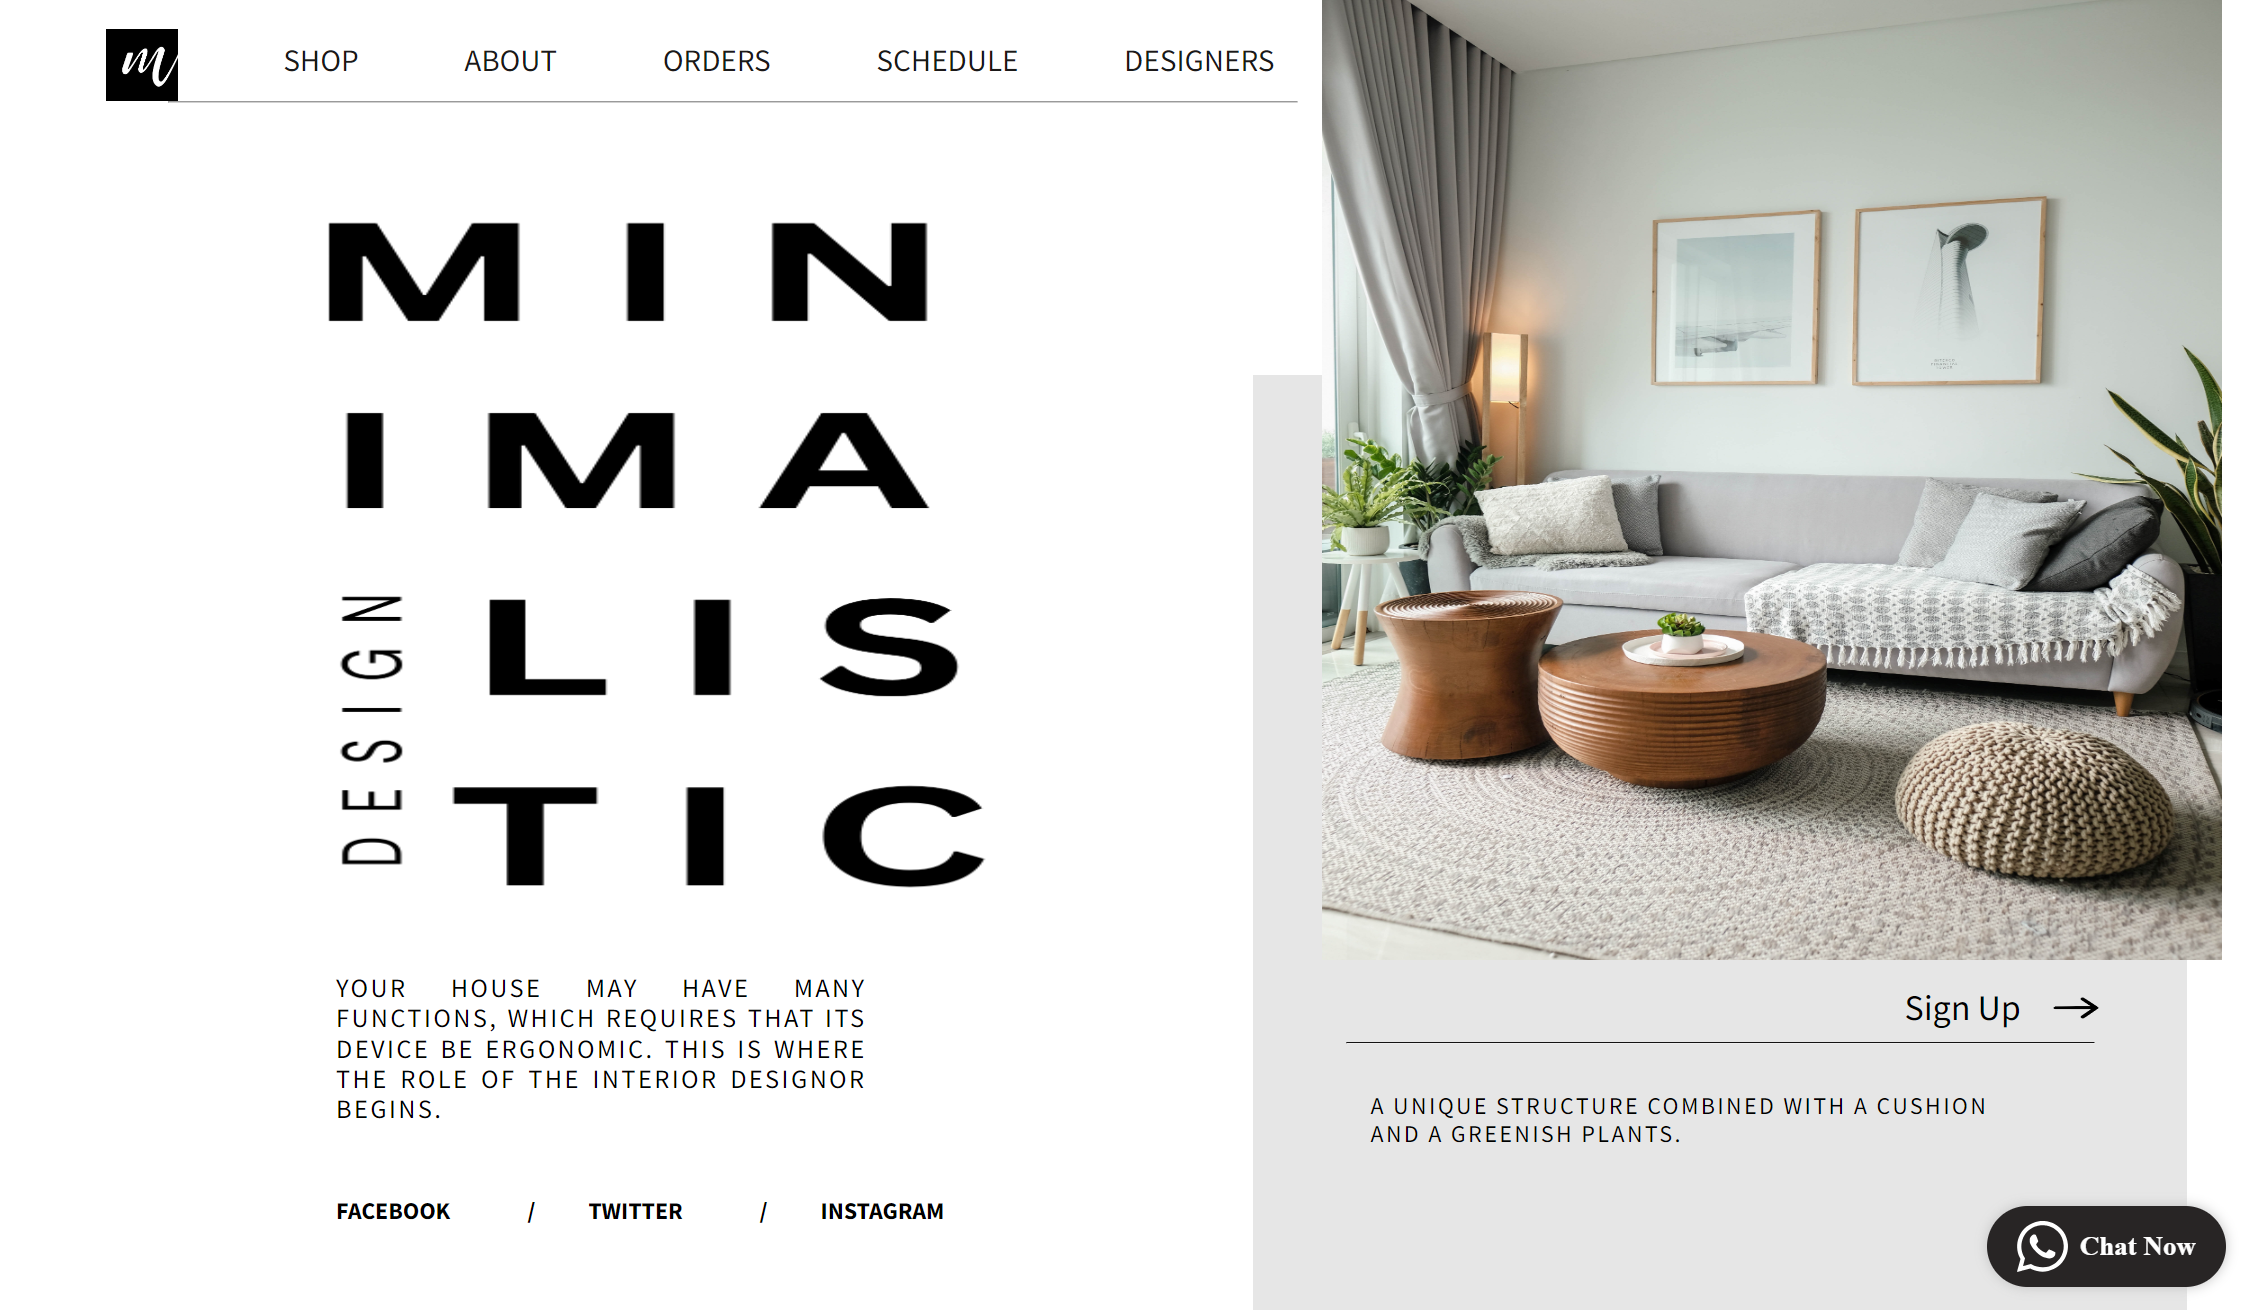 m
SHOP ABOUT ORDERS SCHEDULE DESIGNERS
MIN
IMA
LIS
TIC
DESIGN
YOUR HOUSE MAY HAVE MANY
FUNCTIONS, WHICH REQUIRES THAT ITS
DEVICE BE ERGONOMIC. THIS IS WHERE
THE ROLE OF THE INTERIOR DESIGNOR
BEGINS.
FACEBOOK / TWITTER / INSTAGRAM
Sign Up
A UNIQUE STRUCTURE COMBINED WITH A CUSHION
AND A GREENISH PLANTS.
Chat Now